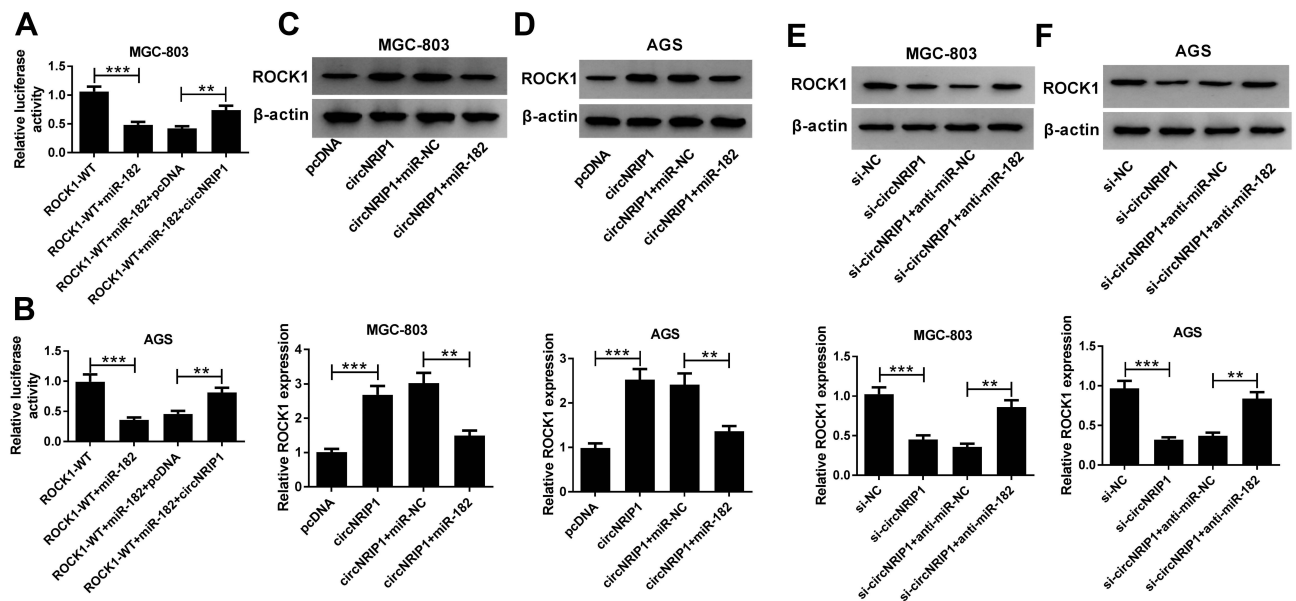 A
MGC-803
Relative luciferase
activity
1.5
1.0
0.5
0.0
***
**
ROCK1-WT
ROCK1-WT+miR-182
ROCK1-WT+miR-182+pcDNA
ROCK1-WT+miR-182+circNRIP1
C
MGC-803
ROCK1
β-actin
pcDNA
circNRIP1
circNRIP1+miR-NC
circNRIP1+miR-182
D
AGS
ROCK1
β-actin
pcDNA
circNRIP1
circNRIP1+miR-NC
circNRIP1+miR-182
E
MGC-803
ROCK1
β-actin
si-NC
si-circNRIP1
si-circNRIP1+anti-miR-NC
si-circNRIP1+anti-miR-182
F
AGS
ROCK1
β-actin
si-NC
si-circNRIP1
si-circNRIP1+anti-miR-NC
si-circNRIP1+anti-miR-182
B
AGS
Relative luciferase
activity
1.5
1.0
0.5
0.0
***
**
ROCK1-WT
ROCK1-WT+miR-182
ROCK1-WT+miR-182+pcDNA
ROCK1-WT+miR-182+circNRIP1
MGC-803
Relative ROCK1 expression
4
3
2
1
0
***
**
pcDNA
circNRIP1
circNRIP1+miR-NC
circNRIP1+miR-182
AGS
Relative ROCK1 expression
3
2
1
0
***
**
pcDNA
circNRIP1
circNRIP1+miR-NC
circNRIP1+miR-182
MGC-803
Relative ROCK1 expression
1.5
1.0
0.5
0.0
***
**
si-NC
si-circNRIP1
si-circNRIP1+anti-miR-NC
si-circNRIP1+anti-miR-182
AGS
Relative ROCK1 expression
1.5
1.0
0.5
0.0
***
**
si-NC
si-circNRIP1
si-circNRIP1+anti-miR-NC
si-circNRIP1+anti-miR-182